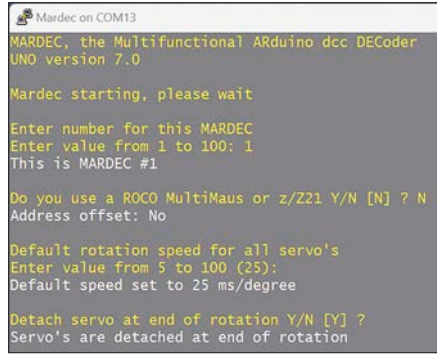 Mardec on COM13
MARDEC, the Multifunctional ARduino dcc DECoder
UNO version 7.0
Mardec starting, please wait
Enter number for this MARDEC
Enter value from 1 to 100: 1
This is MARDEC #1
Do you use a ROCO MultiMaus or z/Z21 Y/N [N] ? N
Address offset: No
Default rotation speed for all servo's
Enter value from 5 to 100 (25):
Default speed set to 25 ms/degree
Detach servo at end of rotation Y/N [Y] ?
Servo's are detached at end of rotation